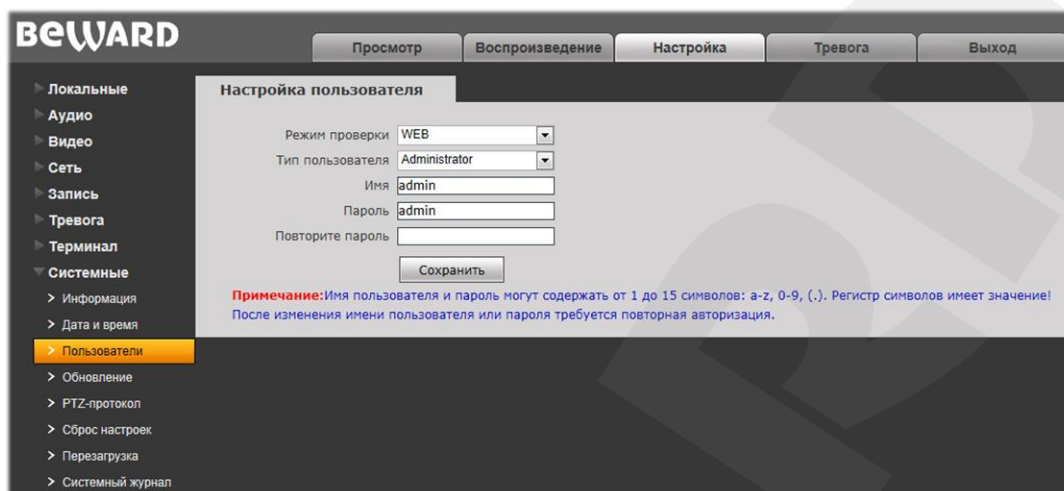 BEWARD
Просмотр
Воспроизведение
Настройка
Тревога
Выход
Локальные
Аудио
Видео
Сеть
Запись
Тревога
Терминал
Системные
Информация
Дата и время
Пользователи
Обновление
PTZ-протокол
Сброс настроек
Перезагрузка
Системный журнал
Настройка пользователя
Режим проверки WEB
Тип пользователя Administrator
Имя admin
Пароль admin
Повторите пароль
Сохранить
Примечание:Имя пользователя и пароль могут содержать от 1 до 15 символов: a-z, 0-9, (.). Регистр символов имеет значение!
После изменения имени пользователя или пароля требуется повторная авторизация.